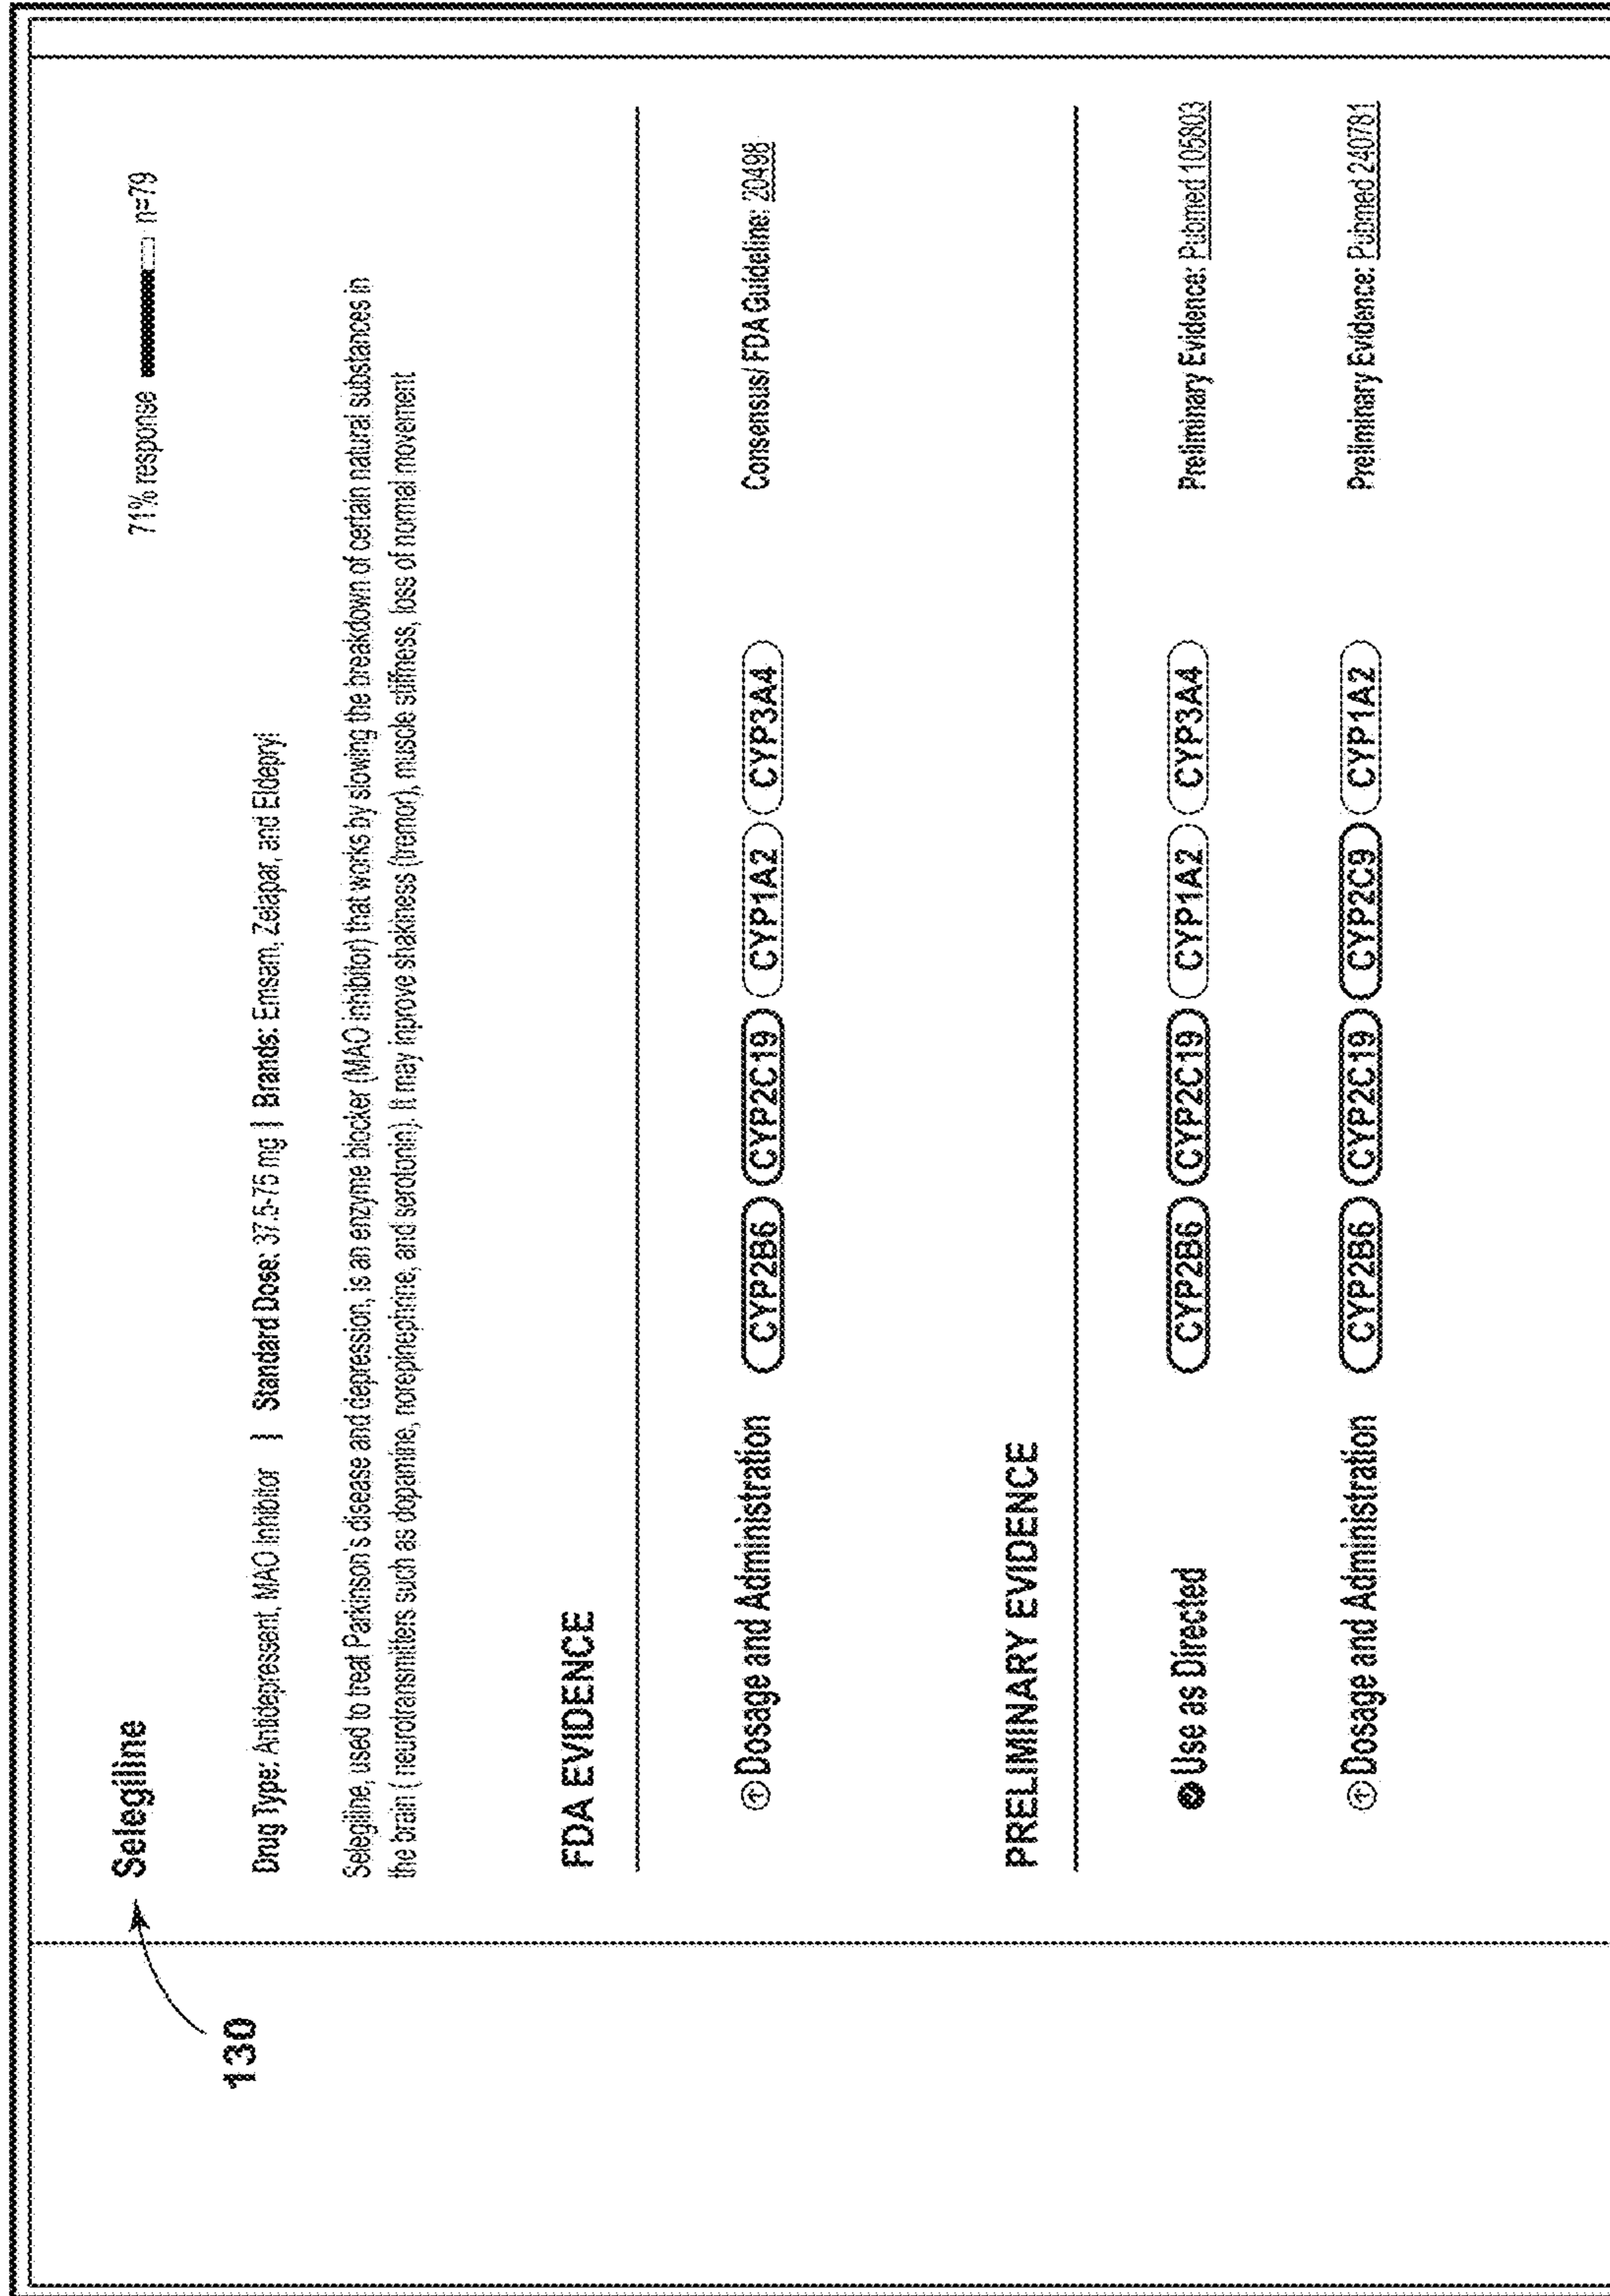 130
Selegiline
71% response n=79
Drug Type: Antidepressent, MAO Inhibitor | Standard Dose: 37.5-75 mg | Brands: Emsam, Zelapar, and Eldepryl
Selegiline, used to treat Parkinson's disease and depression, is an enzyme blocker (MAO inhibitor) that works by slowing the breakdown of certain natural substances in
the brain ( neurotransmitters such as dopamine, norepinephrine, and serotonin). It may inprove shakiness (tremor), muscle stiffness, loss of normal movement
FDA EVIDENCE
Dosage and Administration CYP2B6 CYP2C19 CYP1A2 CYP3A4 Consensus/ FDA Guideline: 20498
PRELIMINARY EVIDENCE
Use as Directed CYP2B6 CYP2C19 CYP1A2 CYP3A4 Preliminary Evidence: Pubmed 105803
Dosage and Administration CYP2B6 CYP2C19 CYP2C9 CYP1A2 Preliminary Evidence: Pubmed 240781